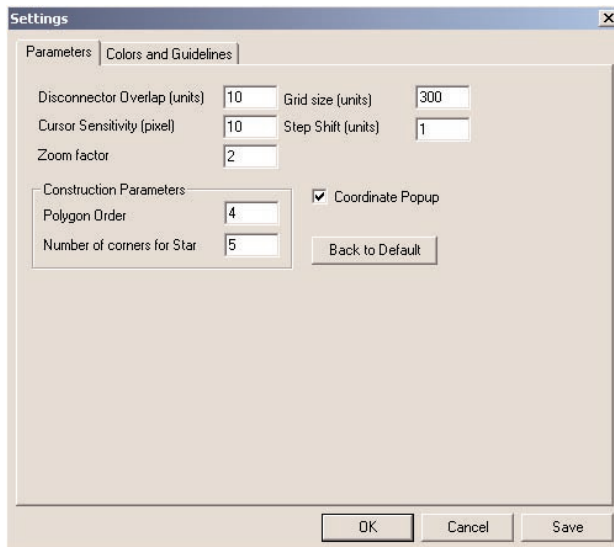 Settings
Parameters Colors and Guidelines
Disconnector Overlap (units) 10 Grid size (units) 300
Cursor Sensitivity (pixel) 10 Step Shift (units) 1
Zoom factor 2
Construction Parameters
Polygon Order 4 Coordinate Popup
Number of corners for Star 5 Back to Default
OK Cancel Save